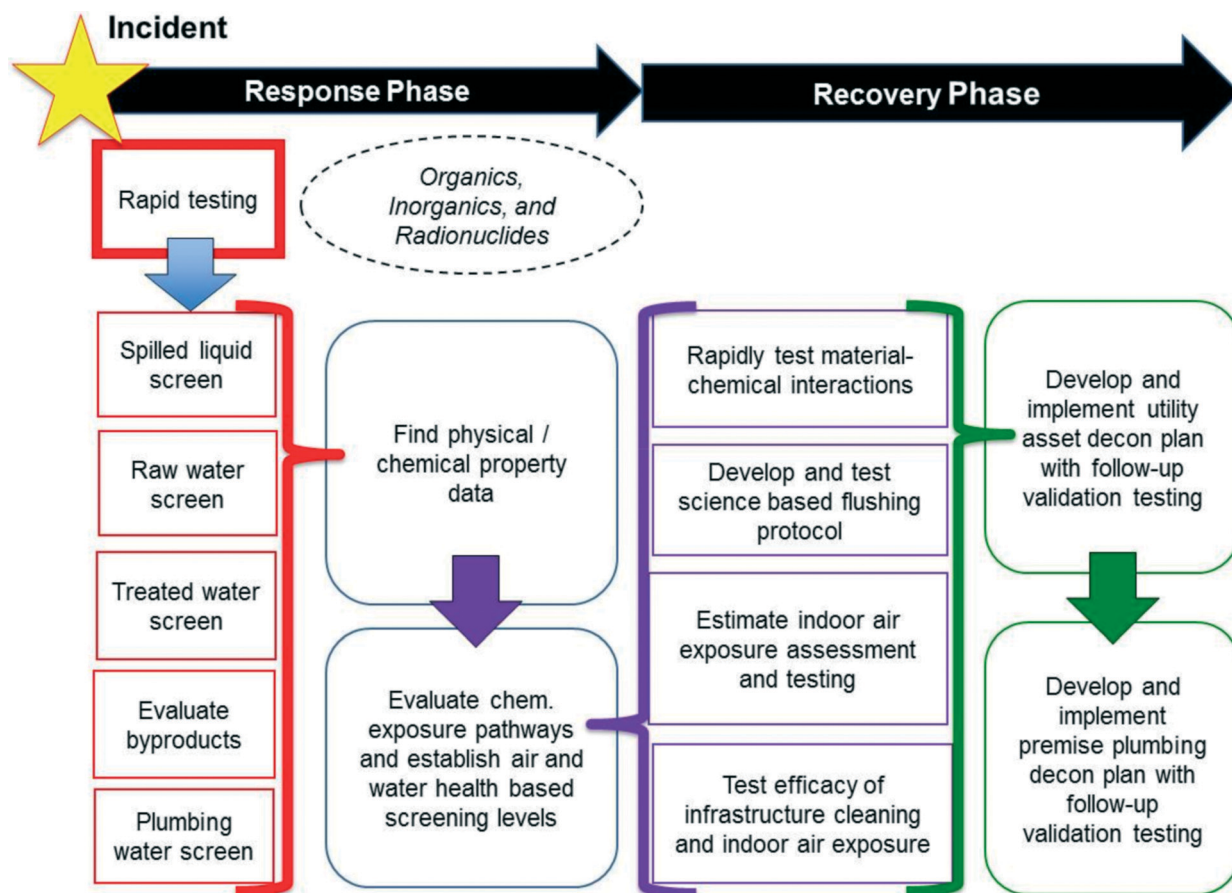 Incident
Response Phase
Recovery Phase
Rapid testing
Organics,
Inorganics, and
Radionuclides
Spilled liquid
screen
Raw water
screen
Treated water
screen
Evaluate
byproducts
Plumbing
water screen
Find physical /
chemical property
data
Evaluate chem.
exposure pathways
and establish air and
water health based
screening levels
Rapidly test material-
chemical interactions
Develop and test
science based flushing
protocol
Estimate indoor air
exposure assessment
and testing
Test efficacy of
infrastructure cleaning
and indoor air exposure
Develop and
implement utility
asset decon plan
with follow-up
validation testing
Develop and
implement
premise plumbing
decon plan with
follow-up
validation testing